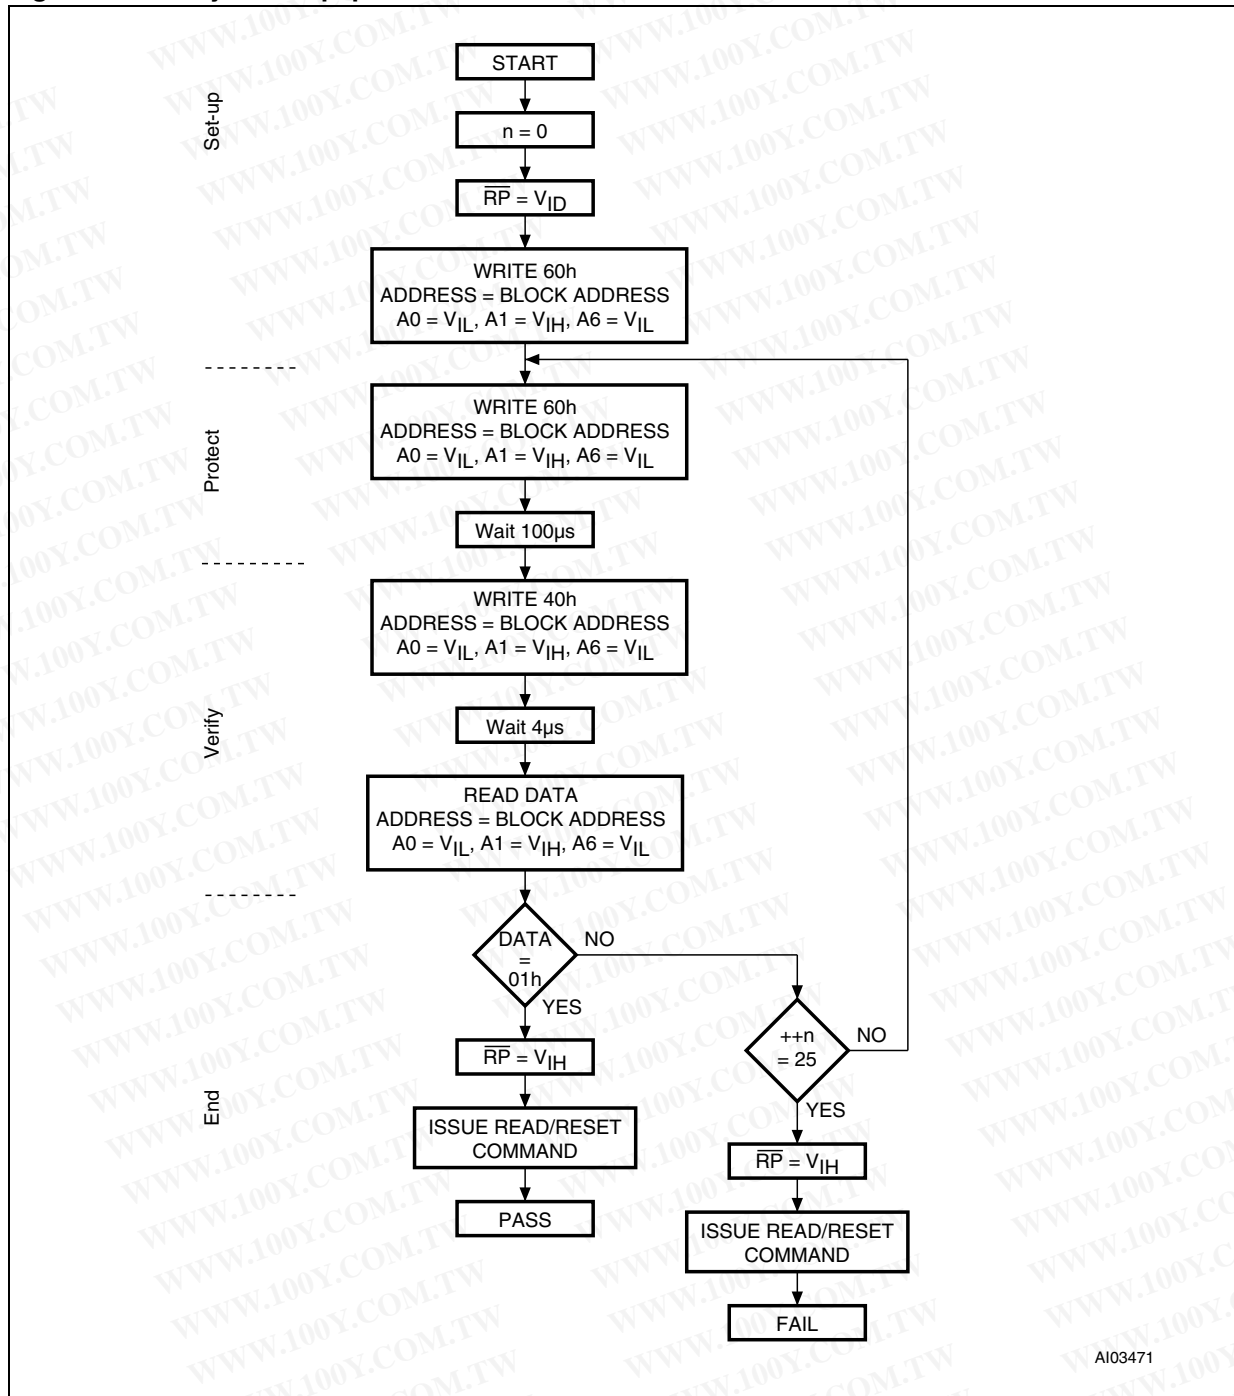 START
Set-up
n = 0
RP = VID
WRITE 60h
ADDRESS = BLOCK ADDRESS
A0 = VIL, A1 = VIH, A6 = VIL
Protect
WRITE 60h
ADDRESS = BLOCK ADDRESS
A0 = VIL, A1 = VIH, A6 = VIL
Wait 100µs
Verify
WRITE 40h
ADDRESS = BLOCK ADDRESS
A0 = VIL, A1 = VIH, A6 = VIL
Wait 4µs
READ DATA
ADDRESS = BLOCK ADDRESS
A0 = VIL, A1 = VIH, A6 = VIL
End
DATA
=
01h
NO
YES
RP = VIH
ISSUE READ/RESET
COMMAND
PASS
++n
= 25
NO
YES
RP = VIH
ISSUE READ/RESET
COMMAND
FAIL
AI03471
WWW.100Y.COM.TW